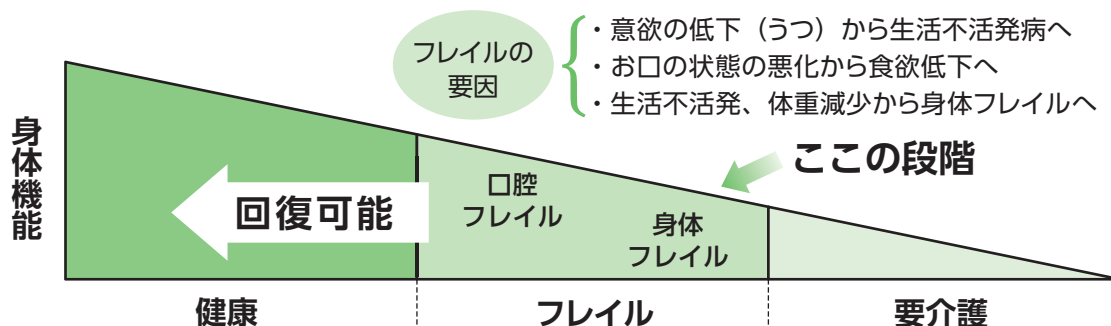 フレイルの
要因
・意欲の低下（うつ）から生活不活発病へ
・お口の状態の悪化から食欲低下へ
・生活不活発、体重減少から身体フレイルへ
ここの段階
身体機能
回復可能
口腔
フレイル
身体
フレイル
健康
フレイル
要介護